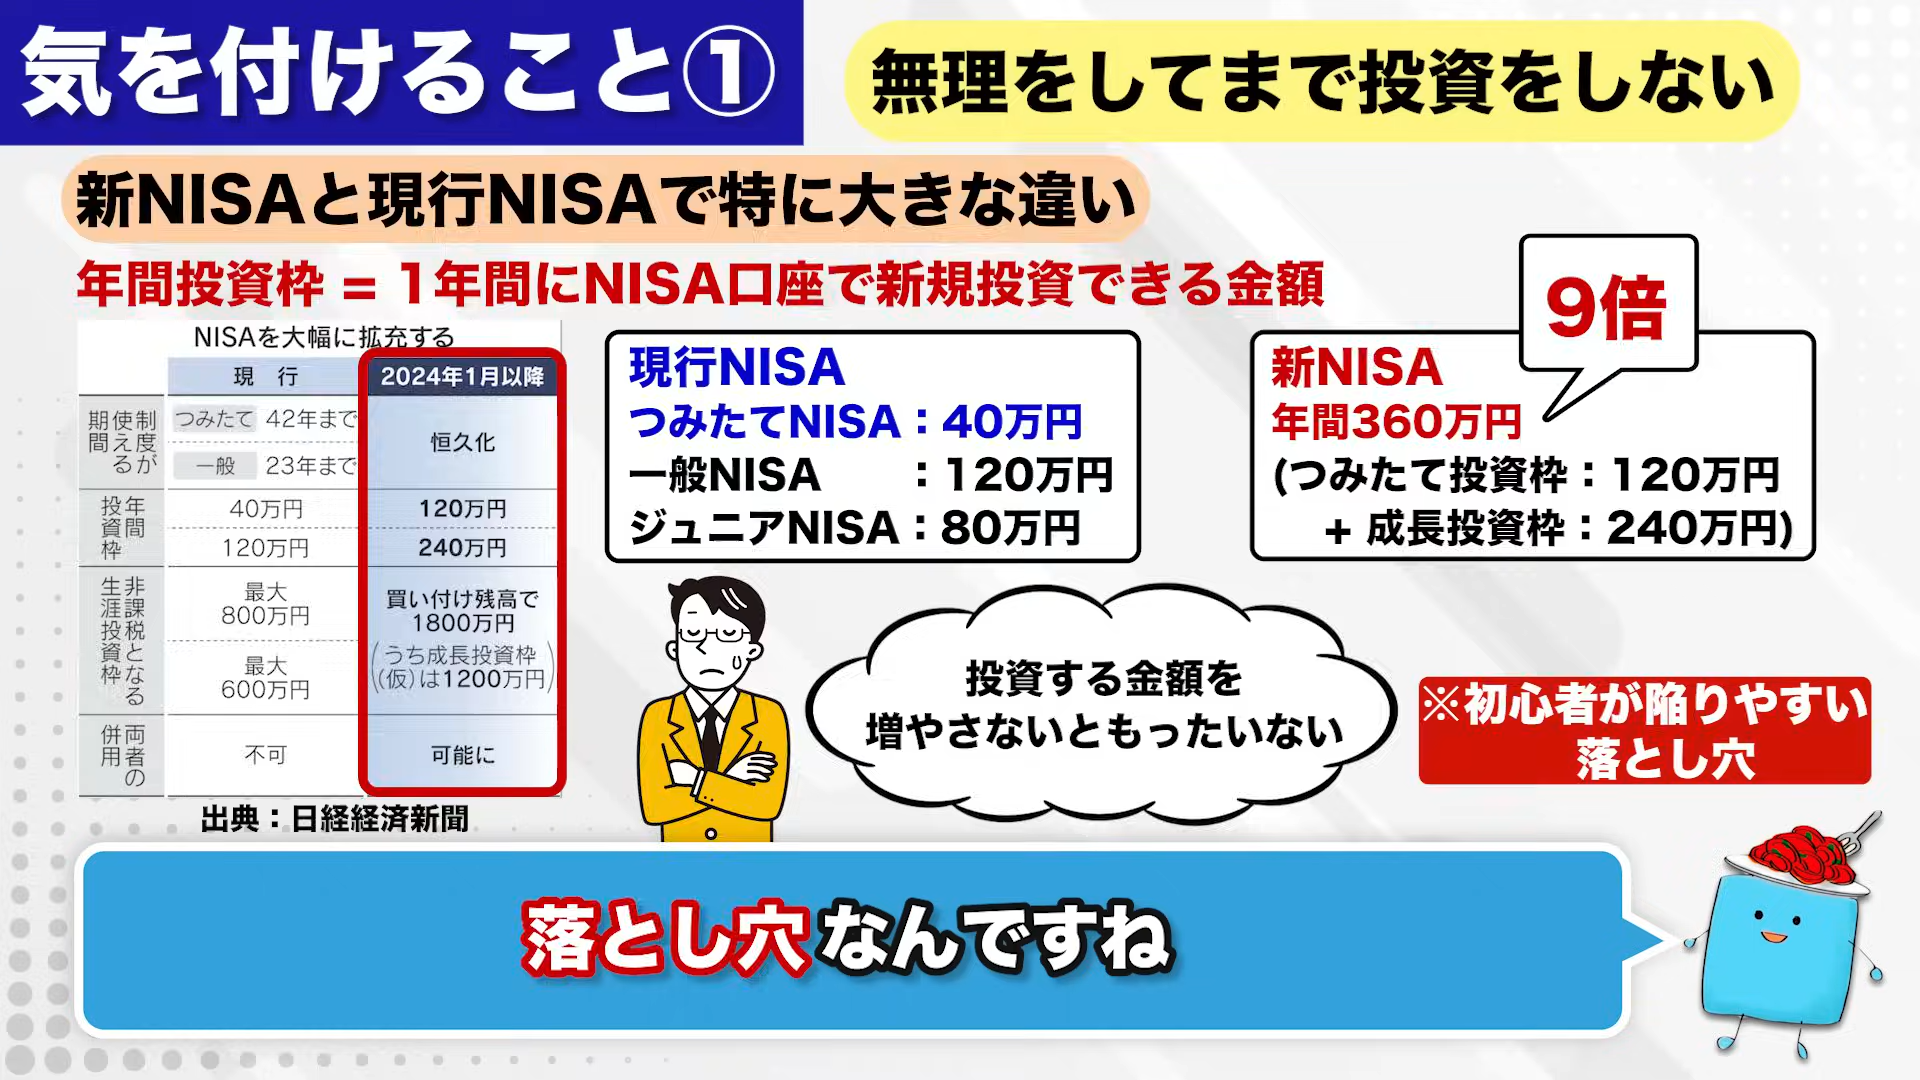 気を付けること①
無理をしてまで投資をしない
新NISAと現行NISAで特に大きな違い
年間投資枠 = 1年間にNISA口座で新規投資できる金額
NISAを大幅に拡充する
現 行
2024年1月以降
制度が使える期間
つみたて 42年まで
一般 23年まで
恒久化
年間投資枠
40万円
120万円
120万円
240万円
非課税となる生涯投資枠
最大
800万円
最大
600万円
買い付け残高で
1800万円
(うち成長投資枠
(仮)は1200万円)
両者の併用
不可
可能に
出典:日経経済新聞
現行NISA
つみたてNISA:40万円
一般NISA :120万円
ジュニアNISA:80万円
9倍
新NISA
年間360万円
(つみたて投資枠:120万円
+ 成長投資枠:240万円)
投資する金額を
増やさないともったいない
※初心者が陥りやすい
落とし穴
落とし穴なんですね